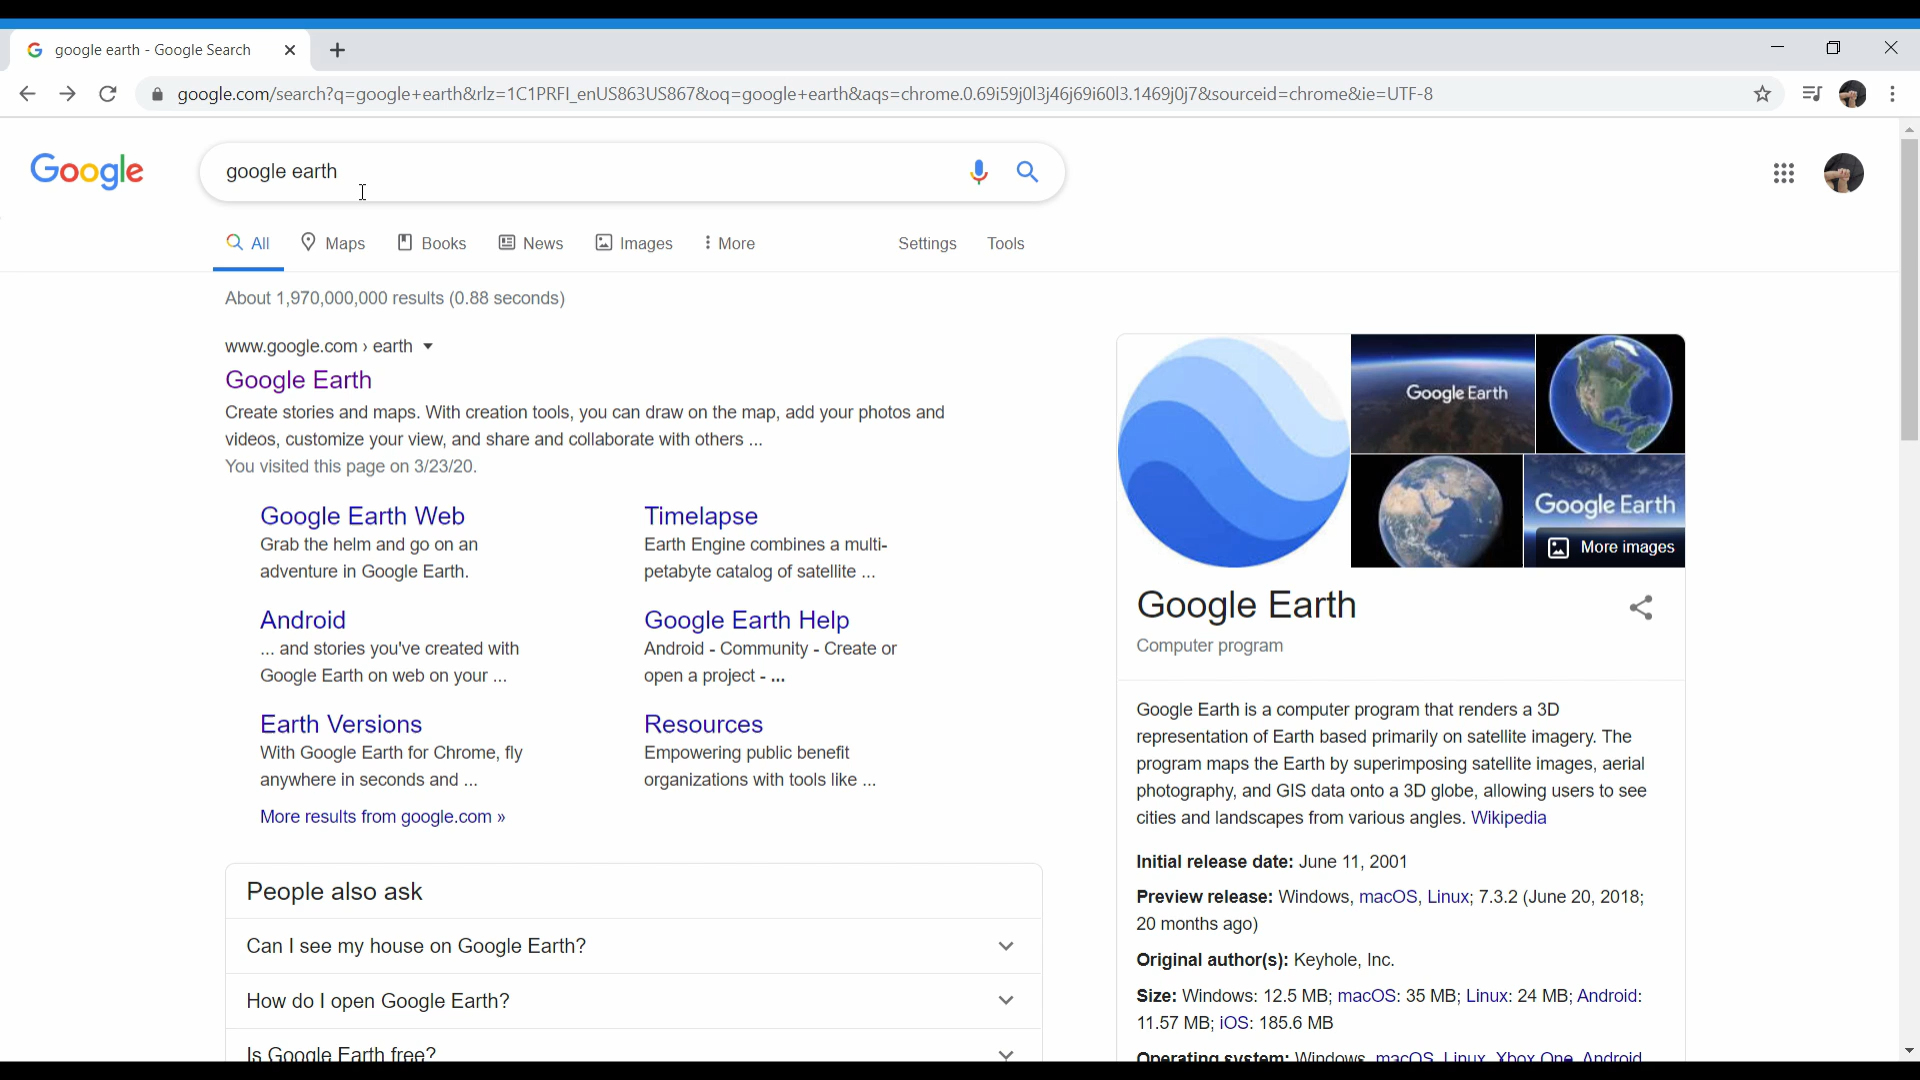 google earth - Google Search
google.com/search?q=google+earth&rlz=1C1PRFI_enUS863US867&oq=google+earth&aqs=chrome.0.69i59j0l3j46j69i60l3.1469j0j7&sourceid=chrome&ie=UTF-8
Google
google earth
All Maps Books News Images More Settings Tools
About 1,970,000,000 results (0.88 seconds)
www.google.com › earth
Google Earth
Create stories and maps. With creation tools, you can draw on the map, add your photos and
videos, customize your view, and share and collaborate with others ...
You visited this page on 3/23/20.
Google Earth Web
Grab the helm and go on an
adventure in Google Earth.
Timelapse
Earth Engine combines a multi-
petabyte catalog of satellite ...
Android
... and stories you've created with
Google Earth on web on your ...
Google Earth Help
Android - Community - Create or
open a project - ...
Earth Versions
With Google Earth for Chrome, fly
anywhere in seconds and ...
Resources
Empowering public benefit
organizations with tools like ...
More results from google.com »
People also ask
Can I see my house on Google Earth?
How do I open Google Earth?
Is Google Earth free?
Google Earth
Google Earth
More images
Google Earth
Computer program
Google Earth is a computer program that renders a 3D
representation of Earth based primarily on satellite imagery. The
program maps the Earth by superimposing satellite images, aerial
photography, and GIS data onto a 3D globe, allowing users to see
cities and landscapes from various angles. Wikipedia
Initial release date: June 11, 2001
Preview release: Windows, macOS, Linux; 7.3.2 (June 20, 2018;
20 months ago)
Original author(s): Keyhole, Inc.
Size: Windows: 12.5 MB; macOS: 35 MB; Linux: 24 MB; Android:
11.57 MB; iOS: 185.6 MB
Operating system: Windows, macOS, Linux, Xbox One, Android,